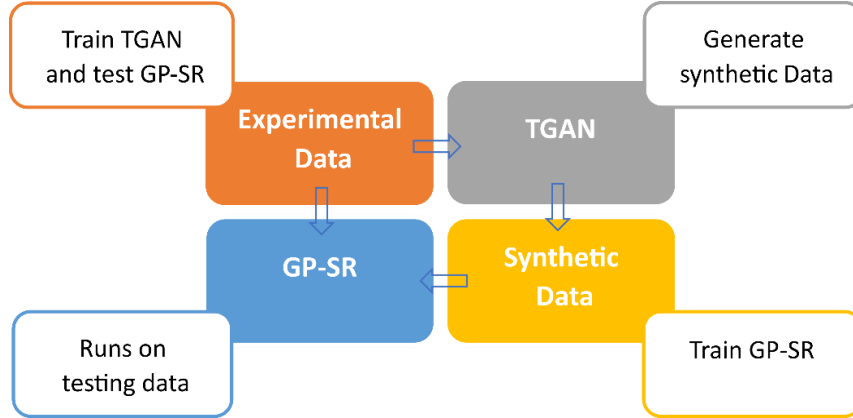 Train TGAN
and test GP-SR
Generate
synthetic Data
Experimental
Data
TGAN
GP-SR
Synthetic
Data
Runs on
testing data
Train GP-SR